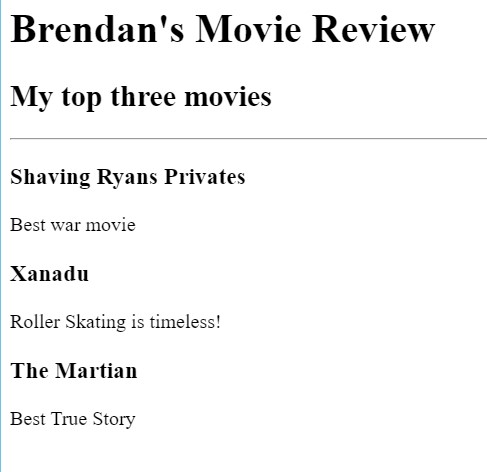 Brendan's Movie Review
My top three movies
Shaving Ryans Privates
Best war movie
Xanadu
Roller Skating is timeless!
The Martian
Best True Story